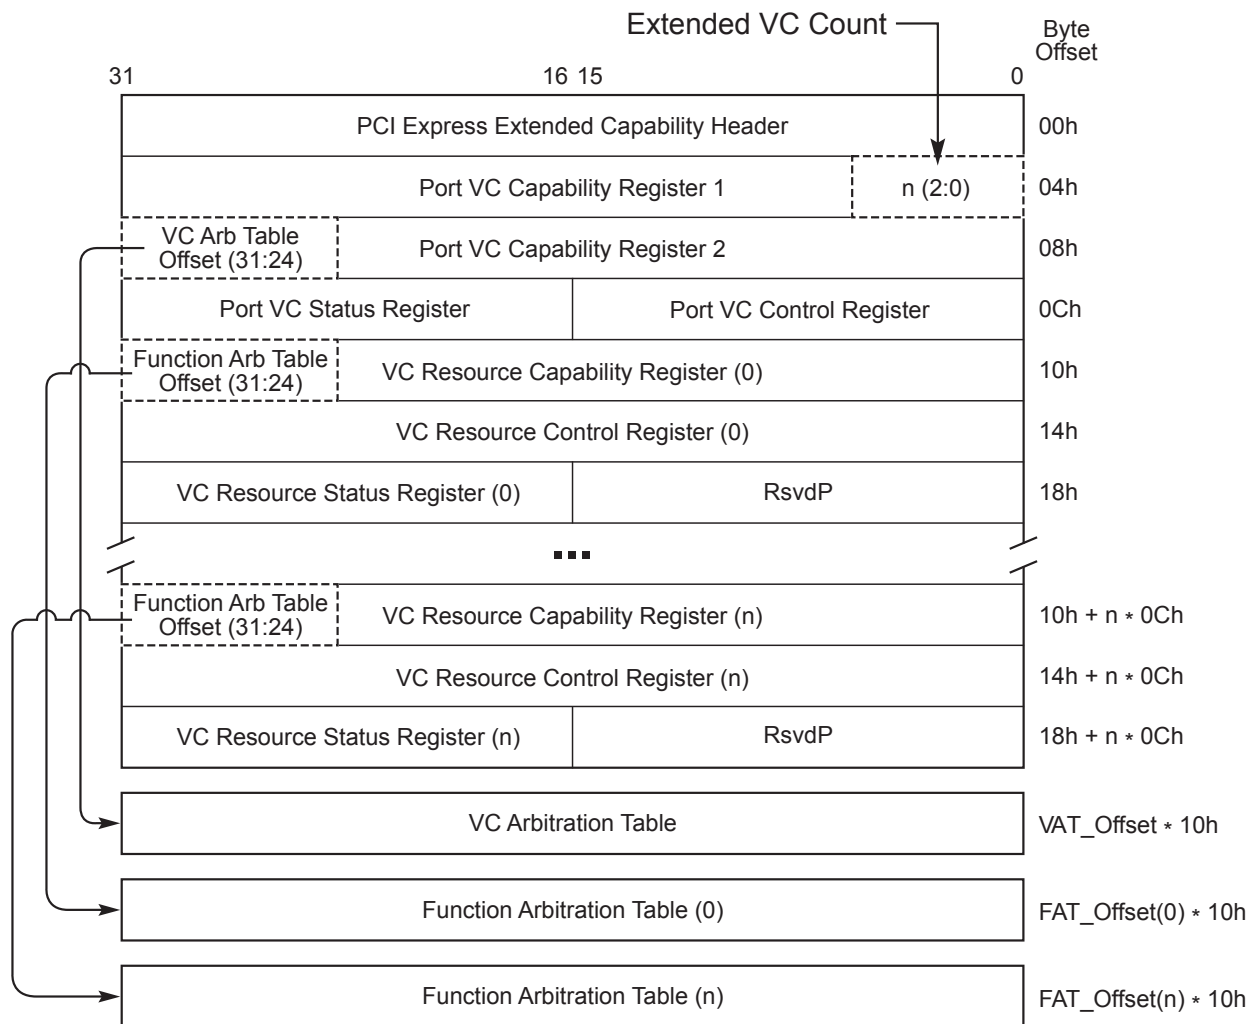 Extended VC Count
Byte
Offset
31 16 15 0
PCI Express Extended Capability Header 00h
Port VC Capability Register 1 n (2:0) 04h
VC Arb Table
Offset (31:24) Port VC Capability Register 2 08h
Port VC Status Register Port VC Control Register 0Ch
Function Arb Table
Offset (31:24) VC Resource Capability Register (0) 10h
VC Resource Control Register (0) 14h
VC Resource Status Register (0) RsvdP 18h
...
Function Arb Table
Offset (31:24) VC Resource Capability Register (n) 10h + n * 0Ch
VC Resource Control Register (n) 14h + n * 0Ch
VC Resource Status Register (n) RsvdP 18h + n * 0Ch
VC Arbitration Table VAT_Offset * 10h
Function Arbitration Table (0) FAT_Offset(0) * 10h
Function Arbitration Table (n) FAT_Offset(n) * 10h